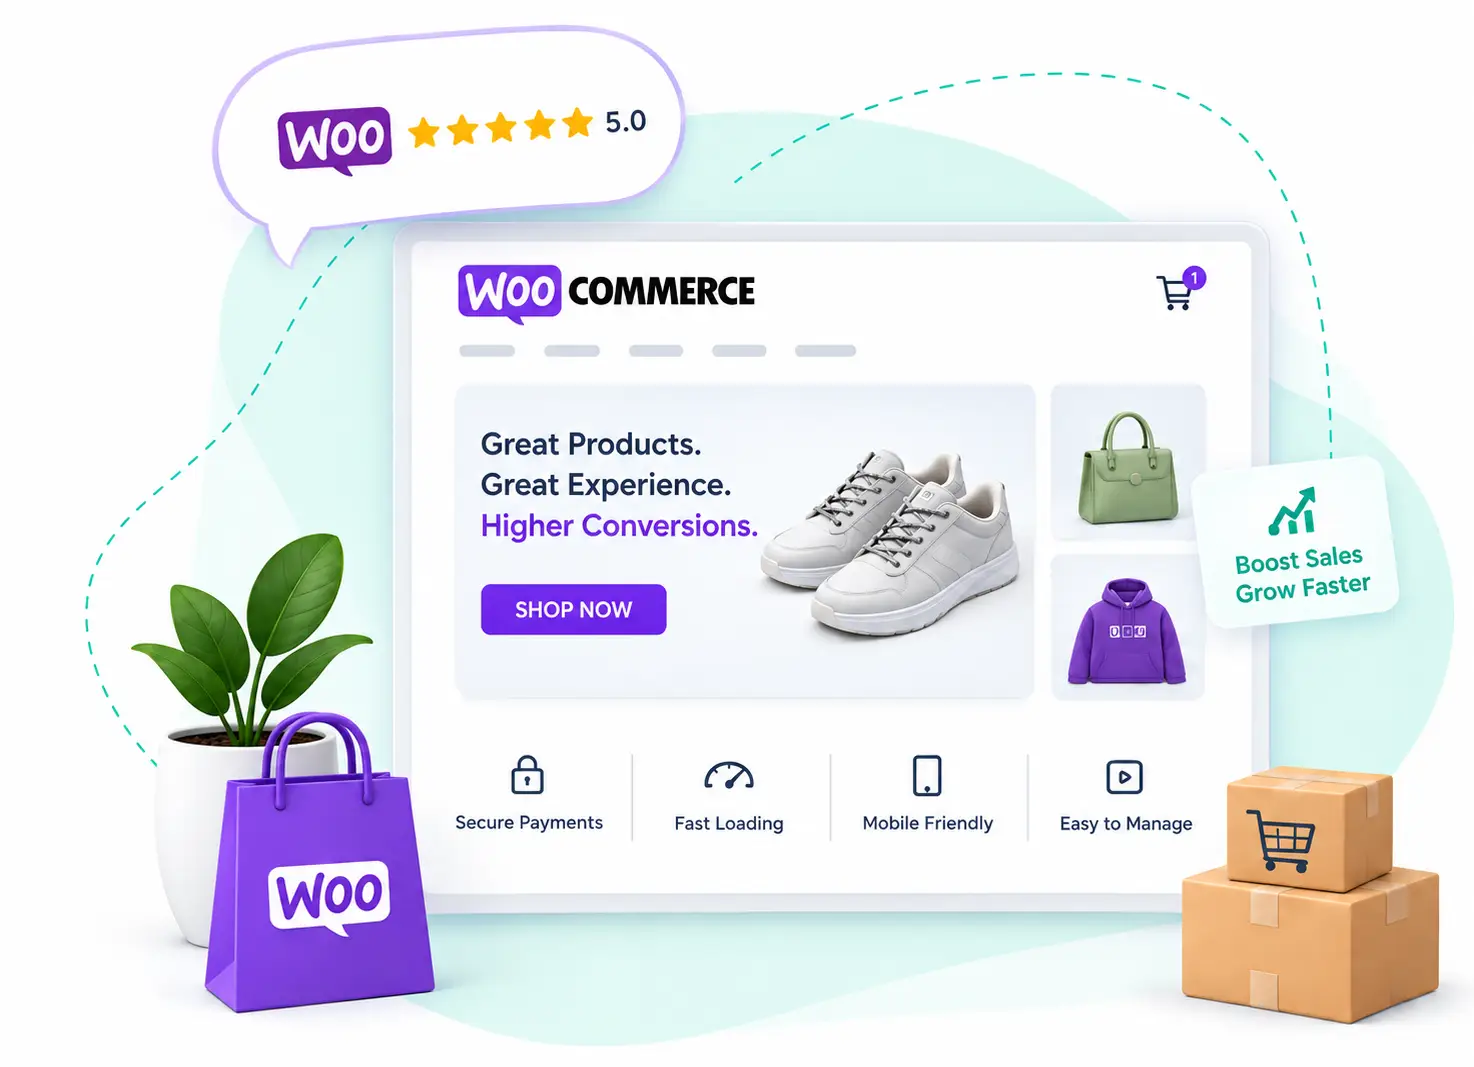 WOO 5.0
WOO COMMERCE
1
Great Products.
Great Experience.
Higher Conversions.
SHOP NOW
Boost Sales
Grow Faster
Secure Payments
Fast Loading
Mobile Friendly
Easy to Manage
WOO